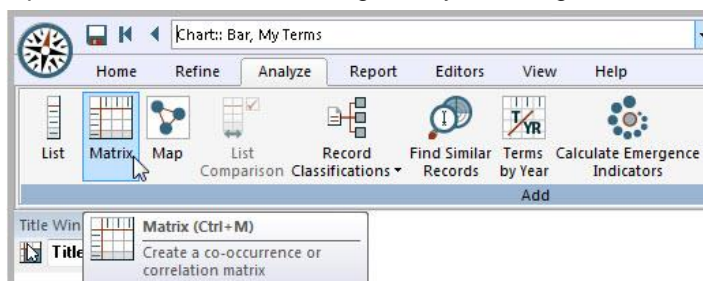 Chart:: Bar, My Terms
Home Refine Analyze Report Editors View Help
List Matrix Map List Comparison Record Classifications Find Similar Records Terms by Year Calculate Emergence Indicators
T/YR
Add
Title Win
Title
Matrix (Ctrl+M)
Create a co-occurrence or
correlation matrix